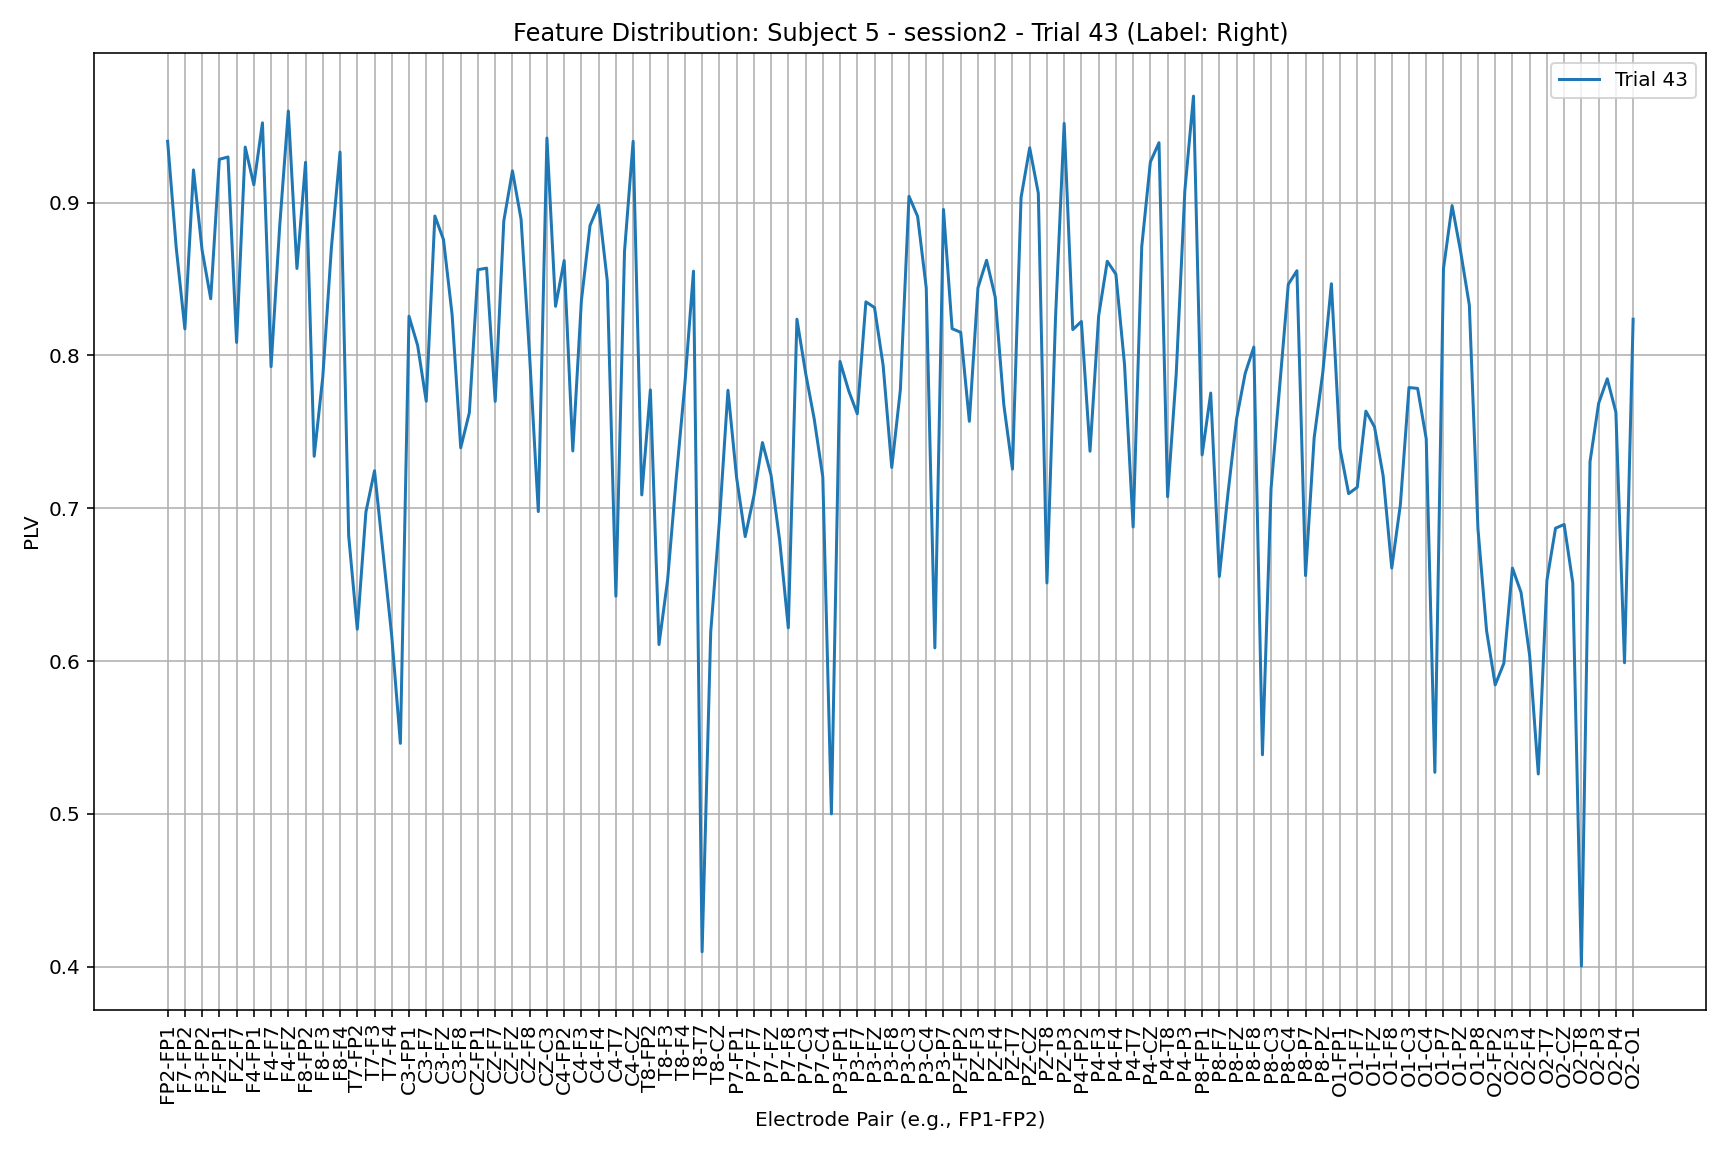 Feature Distribution: Subject 5 - session2 - Trial 43 (Label: Right)
Trial 43
PLV
0.9
0.8
0.7
0.6
0.5
0.4
FP2-FP1
F7-FP2
F3-FP2
FZ-FP1
FZ-F7
F4-FP1
F4-F7
F4-FZ
F8-FP2
F8-F3
F8-F4
T7-FP2
T7-F3
T7-F4
C3-FP1
C3-F7
C3-FZ
C3-F8
CZ-FP1
CZ-F7
CZ-FZ
CZ-F8
CZ-C3
C4-FP2
C4-F3
C4-F4
C4-T7
C4-CZ
T8-FP2
T8-F3
T8-F4
T8-T7
T8-CZ
P7-FP1
P7-F7
P7-FZ
P7-F8
P7-C3
P7-C4
P3-FP1
P3-F7
P3-FZ
P3-F8
P3-C3
P3-C4
P3-P7
PZ-FP2
PZ-F3
PZ-F4
PZ-T7
PZ-CZ
PZ-T8
PZ-P3
P4-FP2
P4-F3
P4-F4
P4-T7
P4-CZ
P4-T8
P4-P3
P8-FP1
P8-F7
P8-FZ
P8-F8
P8-C3
P8-C4
P8-P7
P8-PZ
O1-FP1
O1-F7
O1-FZ
O1-F8
O1-C3
O1-C4
O1-P7
O1-PZ
O1-P8
O2-FP2
O2-F3
O2-F4
O2-T7
O2-CZ
O2-T8
O2-P3
O2-P4
O2-O1
Electrode Pair (e.g., FP1-FP2)